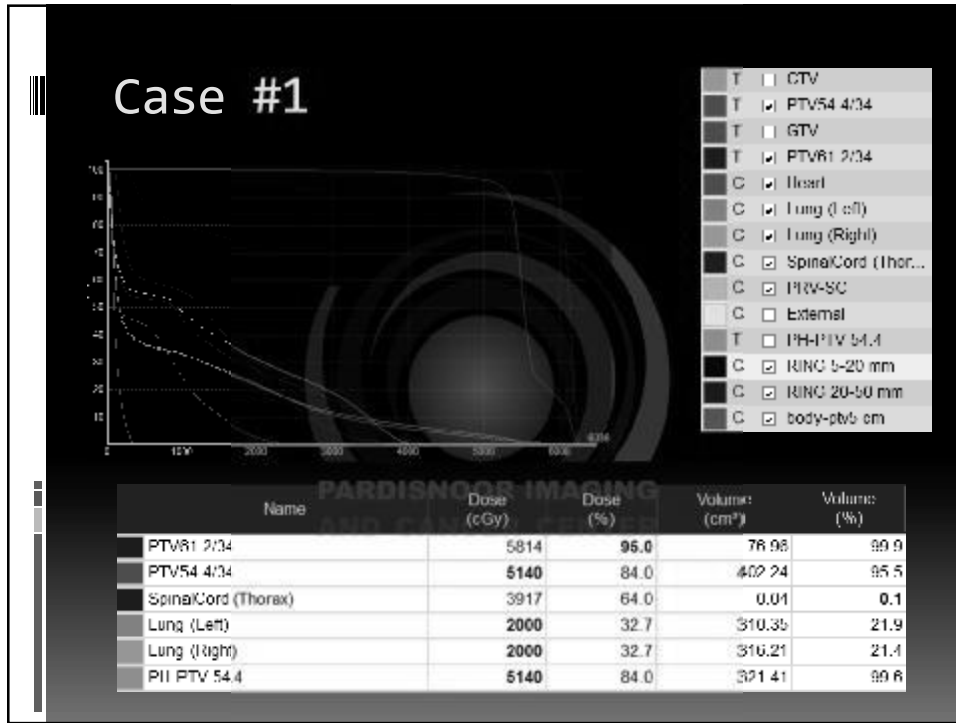 Case #1
T CTV
T PTV54 4/34
T GTV
T PTV61 2/34
C Heart
C Lung (Left)
C Lung (Right)
C SpinalCord (Thor...
C PRV-SC
C External
T PH-PTV 54.4
C RING 5-20 mm
C RING 20-50 mm
C body-ptv5 cm
1000 2000 3000 4000 5000 6000
PARDISNOOR IMAGING
AND CANCER CENTER
Name Dose (cGy) Dose (%) Volume (cm³) Volume (%)
PTV61 2/34 5814 95.0 76.96 99.9
PTV54 4/34 5140 84.0 402.24 95.5
SpinalCord (Thorax) 3917 64.0 0.04 0.1
Lung (Left) 2000 32.7 310.35 21.9
Lung (Right) 2000 32.7 316.21 21.4
PH PTV 54.4 5140 84.0 321.41 99.6